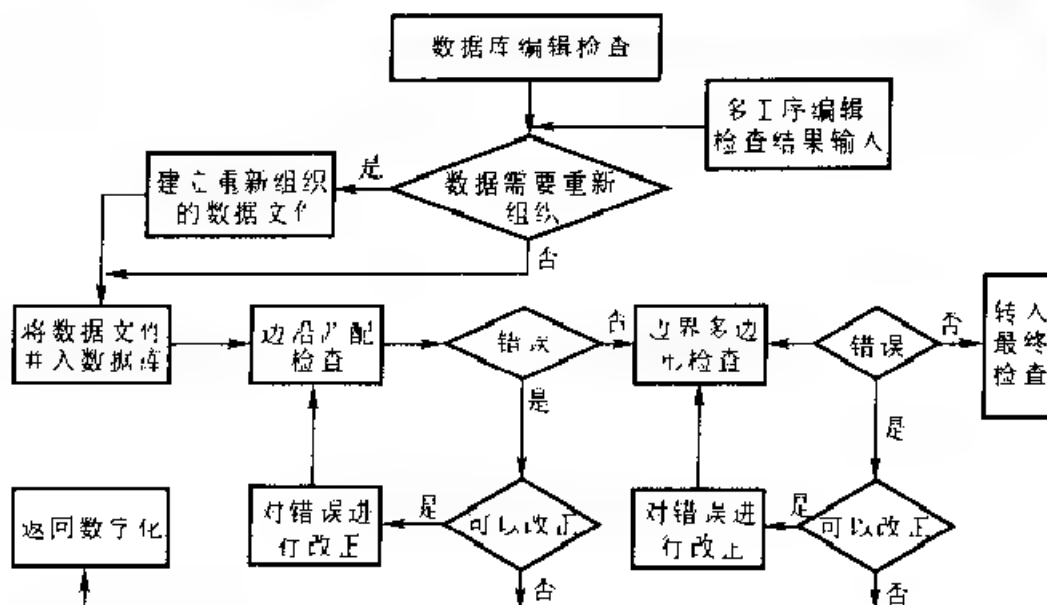 数据库编辑检查
多工序编辑
检查结果输入
是
建立重新组织
的数据文件
数据需要重新
组织
否
将数据文件
并入数据库
边沿匹配
检查
错误
否
边界多边
形检查
错误
否
转入
最终
检查
是
是
返回数字化
对错误进
行改正
是
可以改正
对错误进
行改正
是
可以改正
否
否